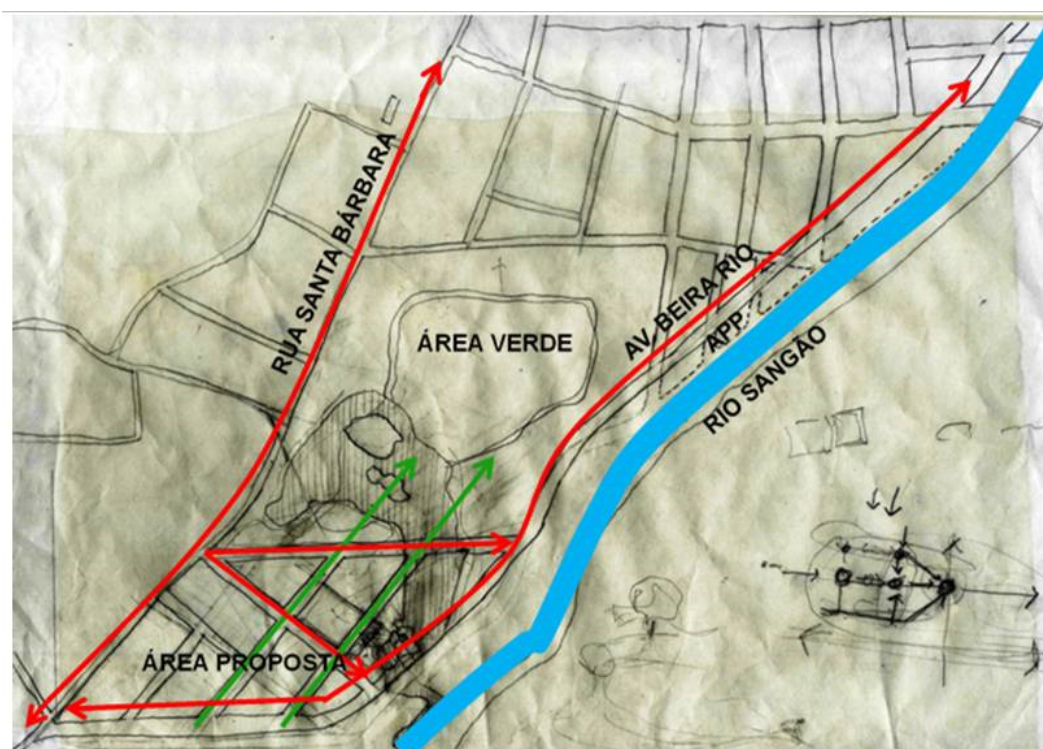 RUA SANTA BÁRBARA
ÁREA VERDE
AV. BEIRA RIO
APP
RIO SANGÃO
ÁREA PROPOSTA